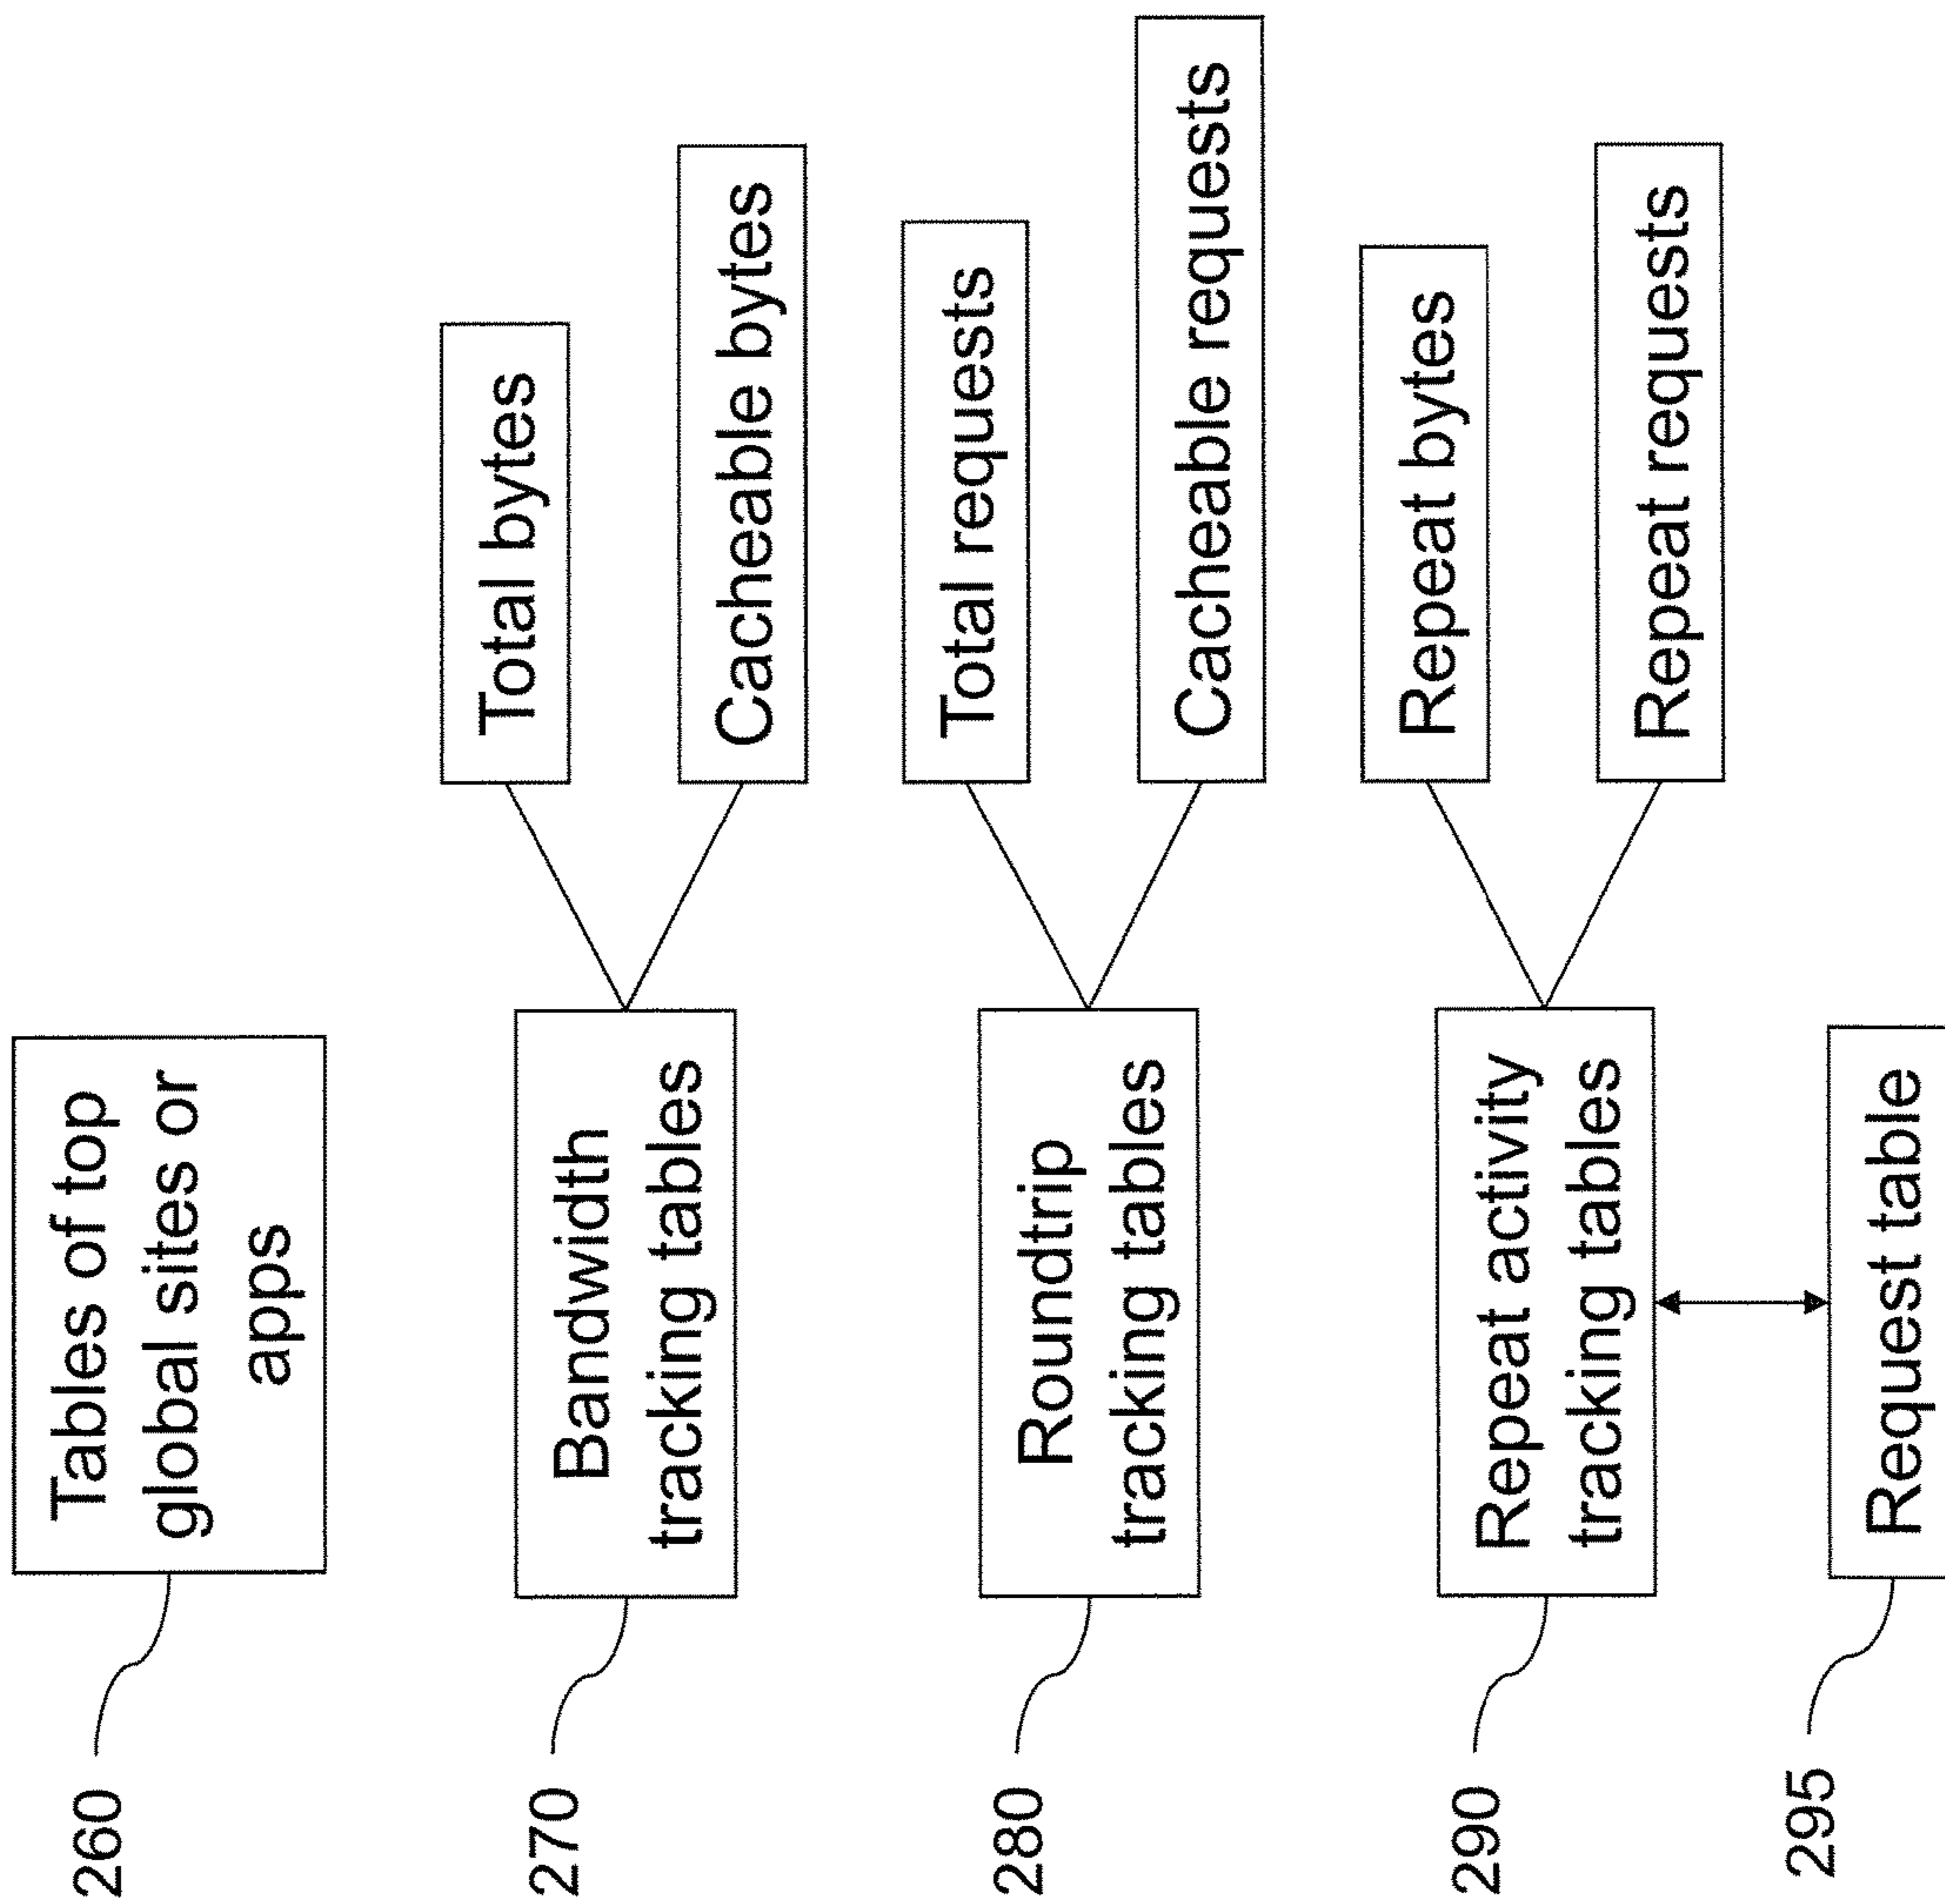 260
Tables of top
global sites or
apps
270
Bandwidth
tracking tables
Total bytes
Cacheable bytes
280
Roundtrip
tracking tables
Total requests
Cacheable requests
290
Repeat activity
tracking tables
Repeat bytes
Repeat requests
295
Request table